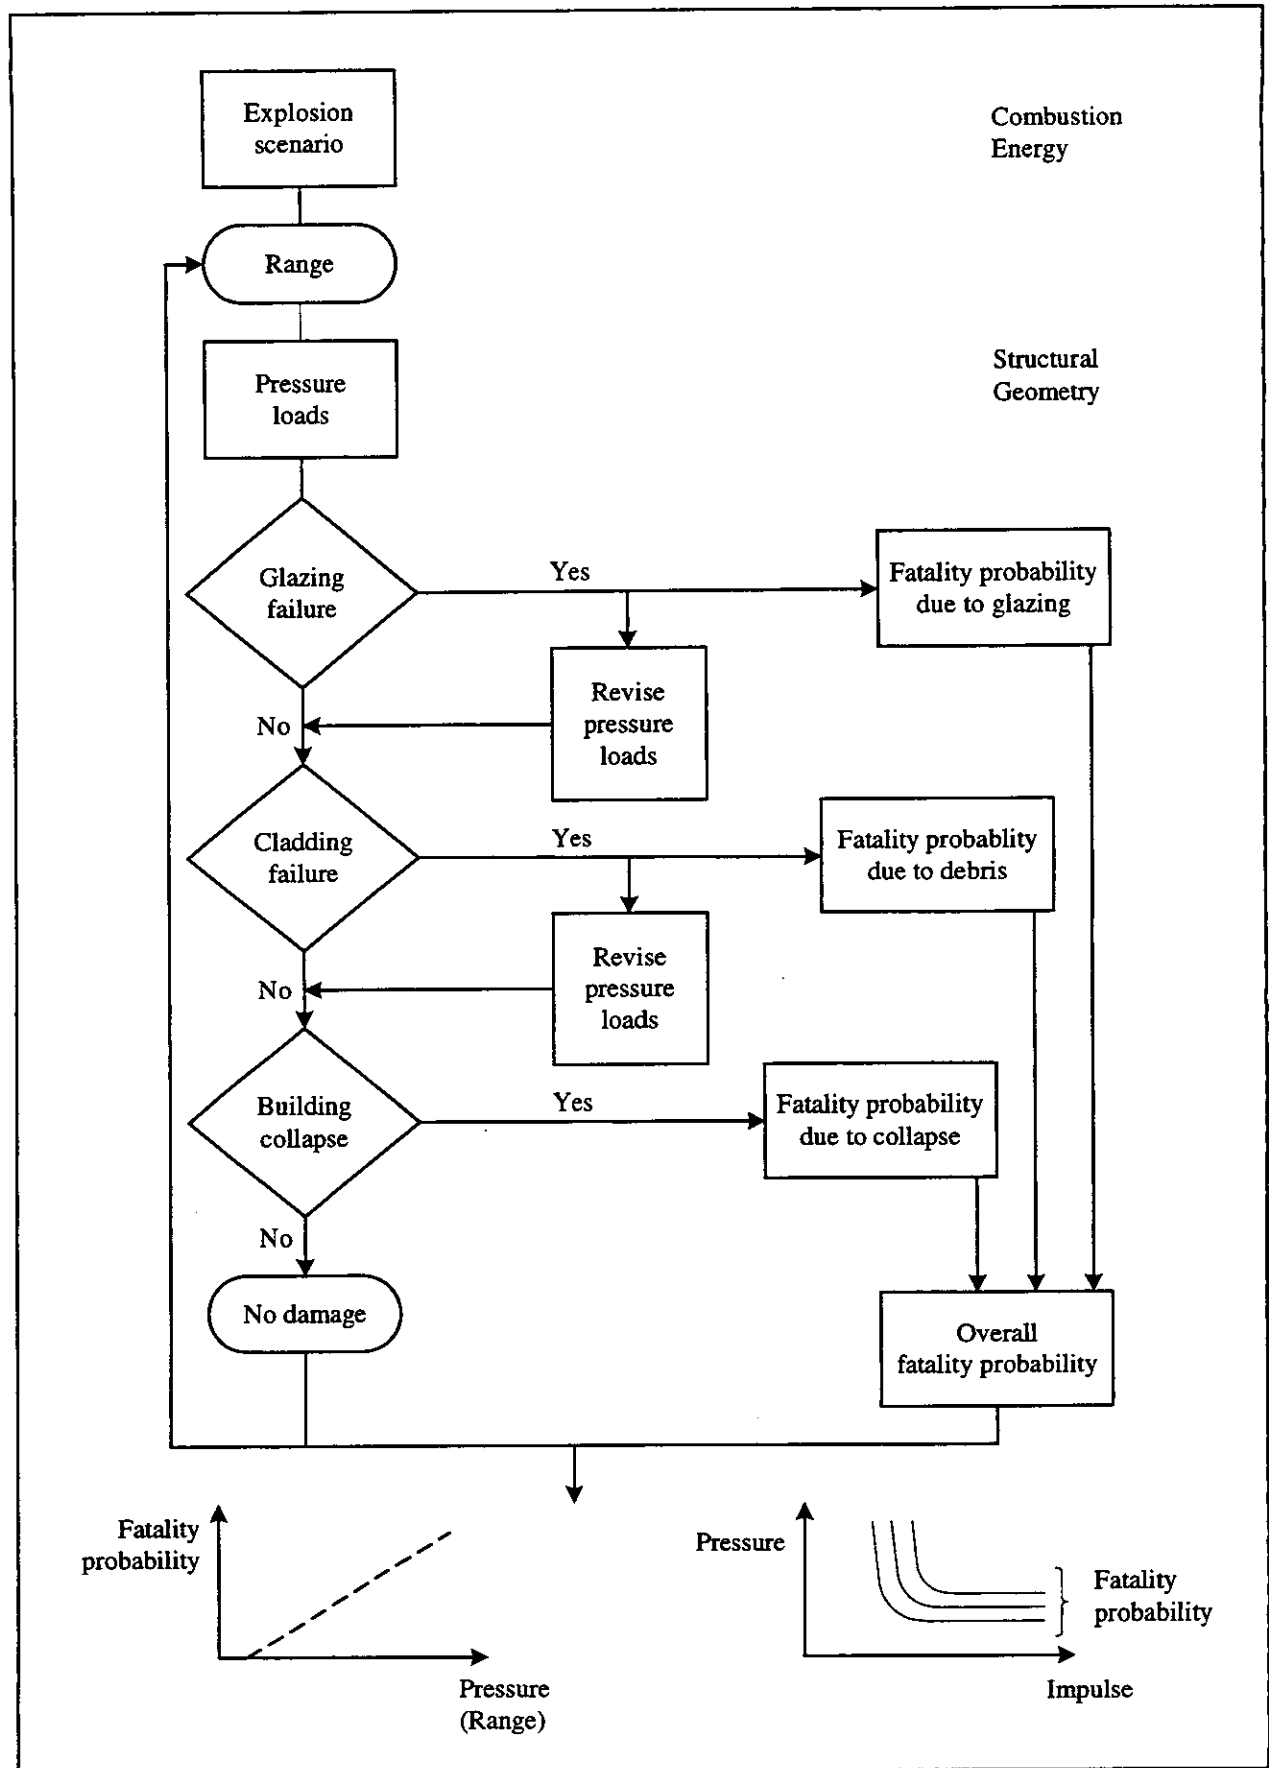 Explosion
scenario
Combustion
Energy
Range
Pressure
loads
Structural
Geometry
Glazing
failure
Yes
Fatality probability
due to glazing
Revise
pressure
loads
No
Cladding
failure
Yes
Fatality probablity
due to debris
Revise
pressure
loads
No
Building
collapse
Yes
Fatality probability
due to collapse
No
No damage
Overall
fatality probability
Fatality
probability
Pressure
(Range)
Pressure
Fatality
probability
Impulse